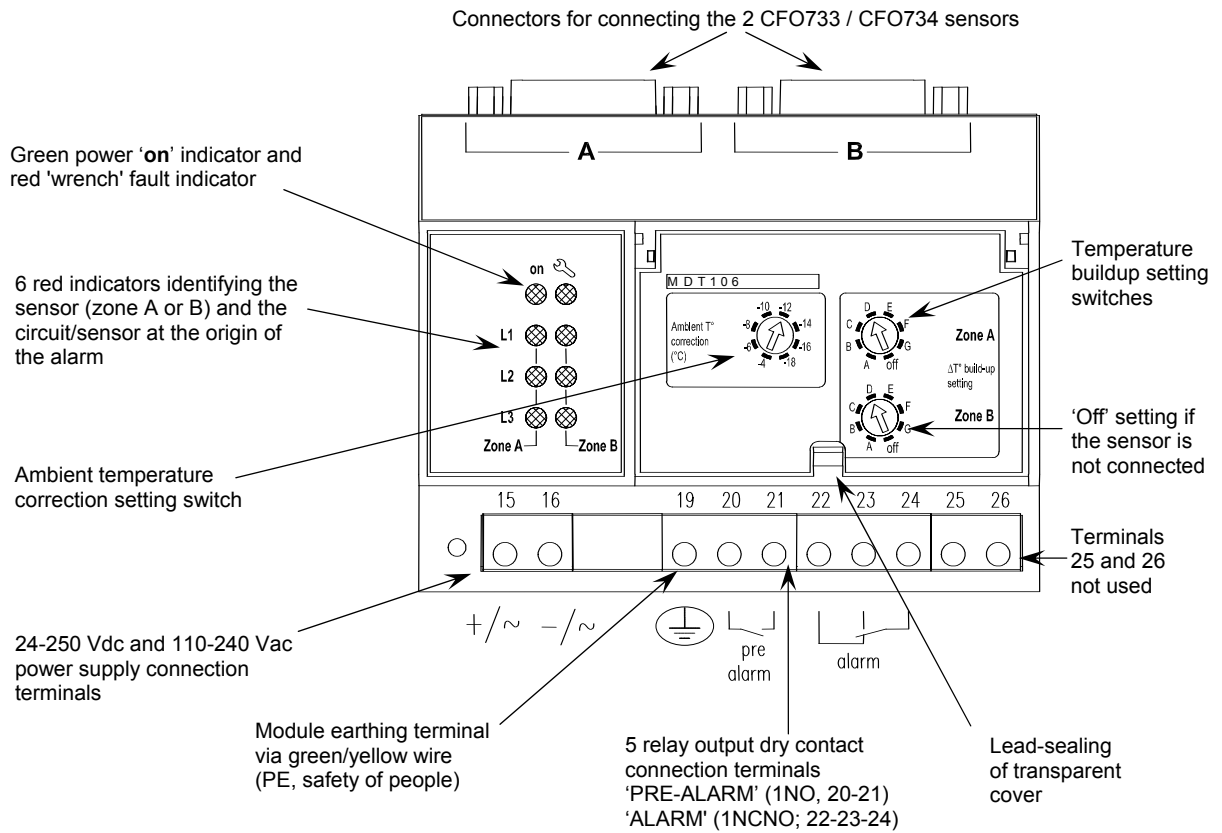 Connectors for connecting the 2 CFO733 / CFO734 sensors
A
B
Green power ‘on’ indicator and
red 'wrench' fault indicator
6 red indicators identifying the
sensor (zone A or B) and the
circuit/sensor at the origin of
the alarm
Ambient temperature
correction setting switch
24-250 Vdc and 110-240 Vac
power supply connection
terminals
on
L1
L2
L3
Zone A
Zone B
MDT106
Ambient T°
correction
(°C)
-10
-12
-8
-14
-6
-16
-4
-18
D
E
C
F
B
G
A
off
Zone A
ΔT° build-up
setting
D
E
C
F
B
G
A
off
Zone B
Temperature
buildup setting
switches
‘Off’ setting if
the sensor is
not connected
Terminals
25 and 26
not used
15
16
19
20
21
22
23
24
25
26
+/~
-/~
pre
alarm
alarm
Module earthing terminal
via green/yellow wire
(PE, safety of people)
5 relay output dry contact
connection terminals
‘PRE-ALARM’ (1NO, 20-21)
‘ALARM' (1NCNO; 22-23-24)
Lead-sealing
of transparent
cover